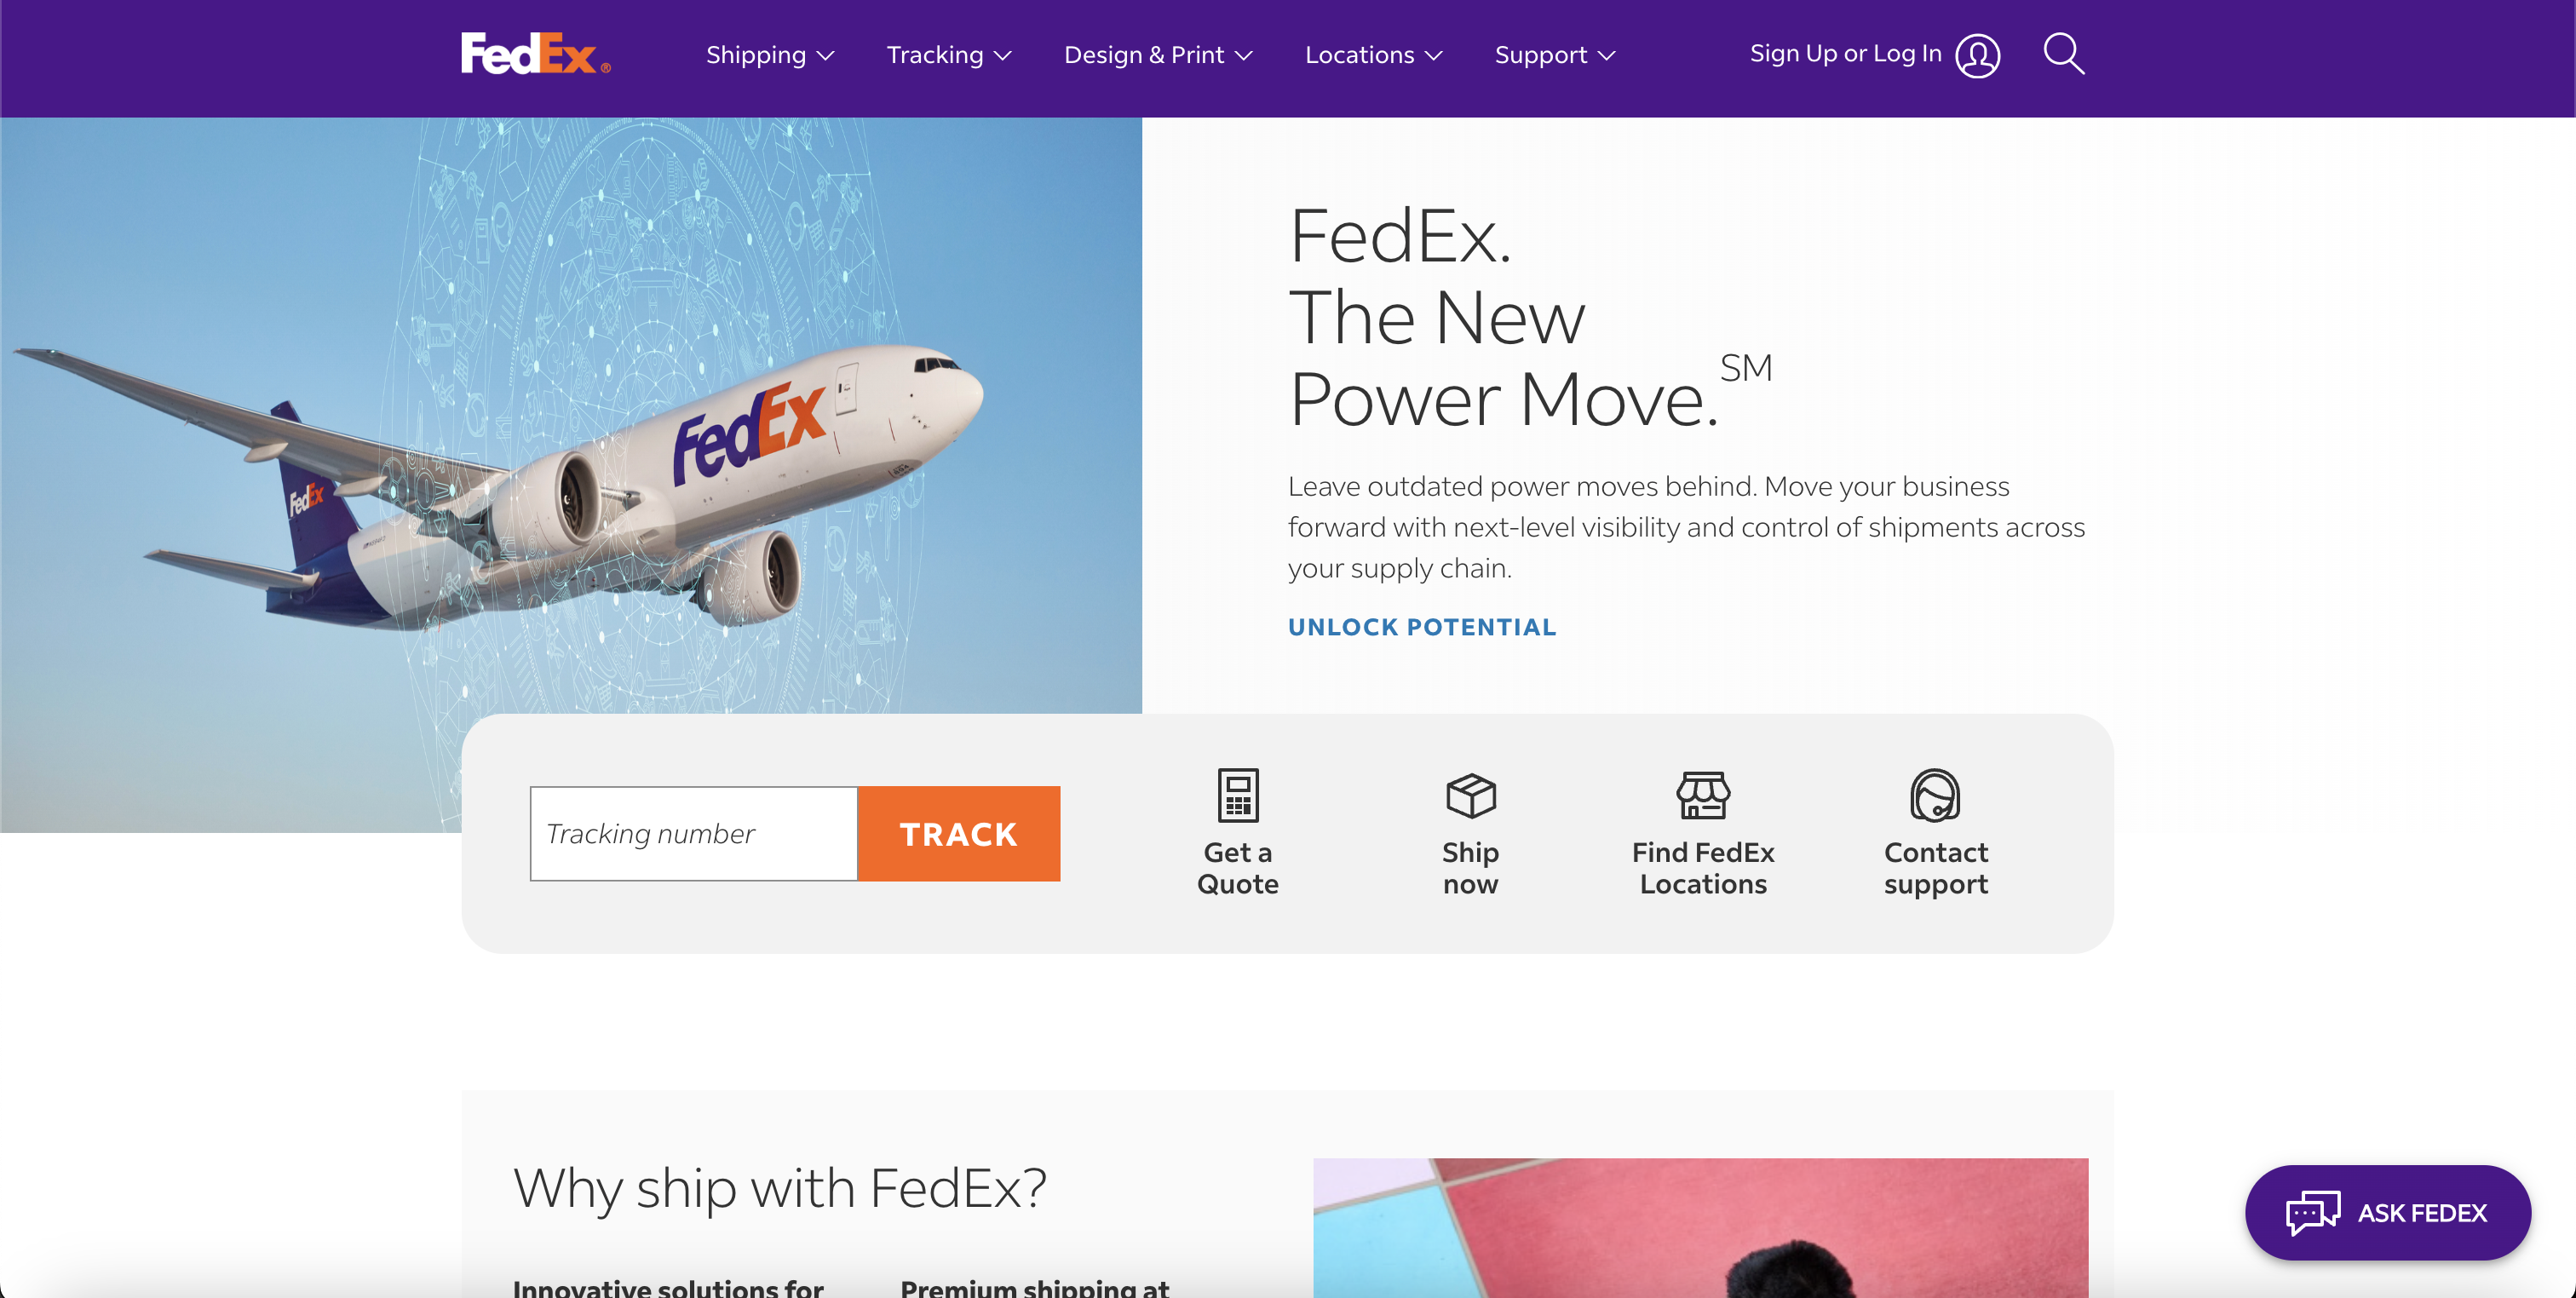 FedEx®
Shipping
Tracking
Design & Print
Locations
Support
Sign Up or Log In
FedEx
FedEx
FedEx.
The New
Power Move.SM
Leave outdated power moves behind. Move your business
forward with next-level visibility and control of shipments across
your supply chain.
UNLOCK POTENTIAL
Tracking number
TRACK
Get a
Quote
Ship
now
Find FedEx
Locations
Contact
support
Why ship with FedEx?
Innovative solutions for
Premium shipping at
ASK FEDEX